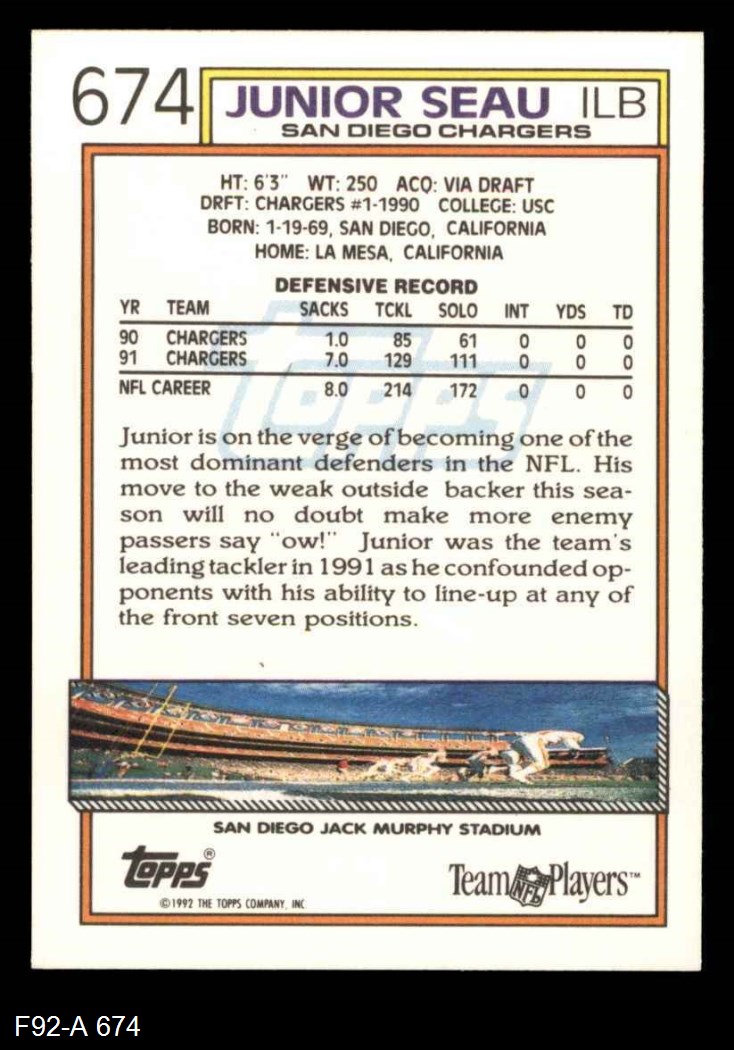 674 JUNIOR SEAU ILB
SAN DIEGO CHARGERS
HT: 6'3" WT: 250 ACQ: VIA DRAFT
DRFT: CHARGERS #1-1990 COLLEGE: USC
BORN: 1-19-69, SAN DIEGO, CALIFORNIA
HOME: LA MESA, CALIFORNIA
DEFENSIVE RECORD
YR TEAM SACKS TCKL SOLO INT YDS TD
90 CHARGERS 1.0 85 61 0 0 0
91 CHARGERS 7.0 129 111 0 0 0
NFL CAREER 8.0 214 172 0 0 0
topps
Junior is on the verge of becoming one of the
most dominant defenders in the NFL. His
move to the weak outside backer this sea-
son will no doubt make more enemy
passers say "ow!" Junior was the team's
leading tackler in 1991 as he confounded op-
ponents with his ability to line-up at any of
the front seven positions.
SAN DIEGO JACK MURPHY STADIUM
topps®
©1992 THE TOPPS COMPANY, INC
Team NFL Players™
F92-A 674